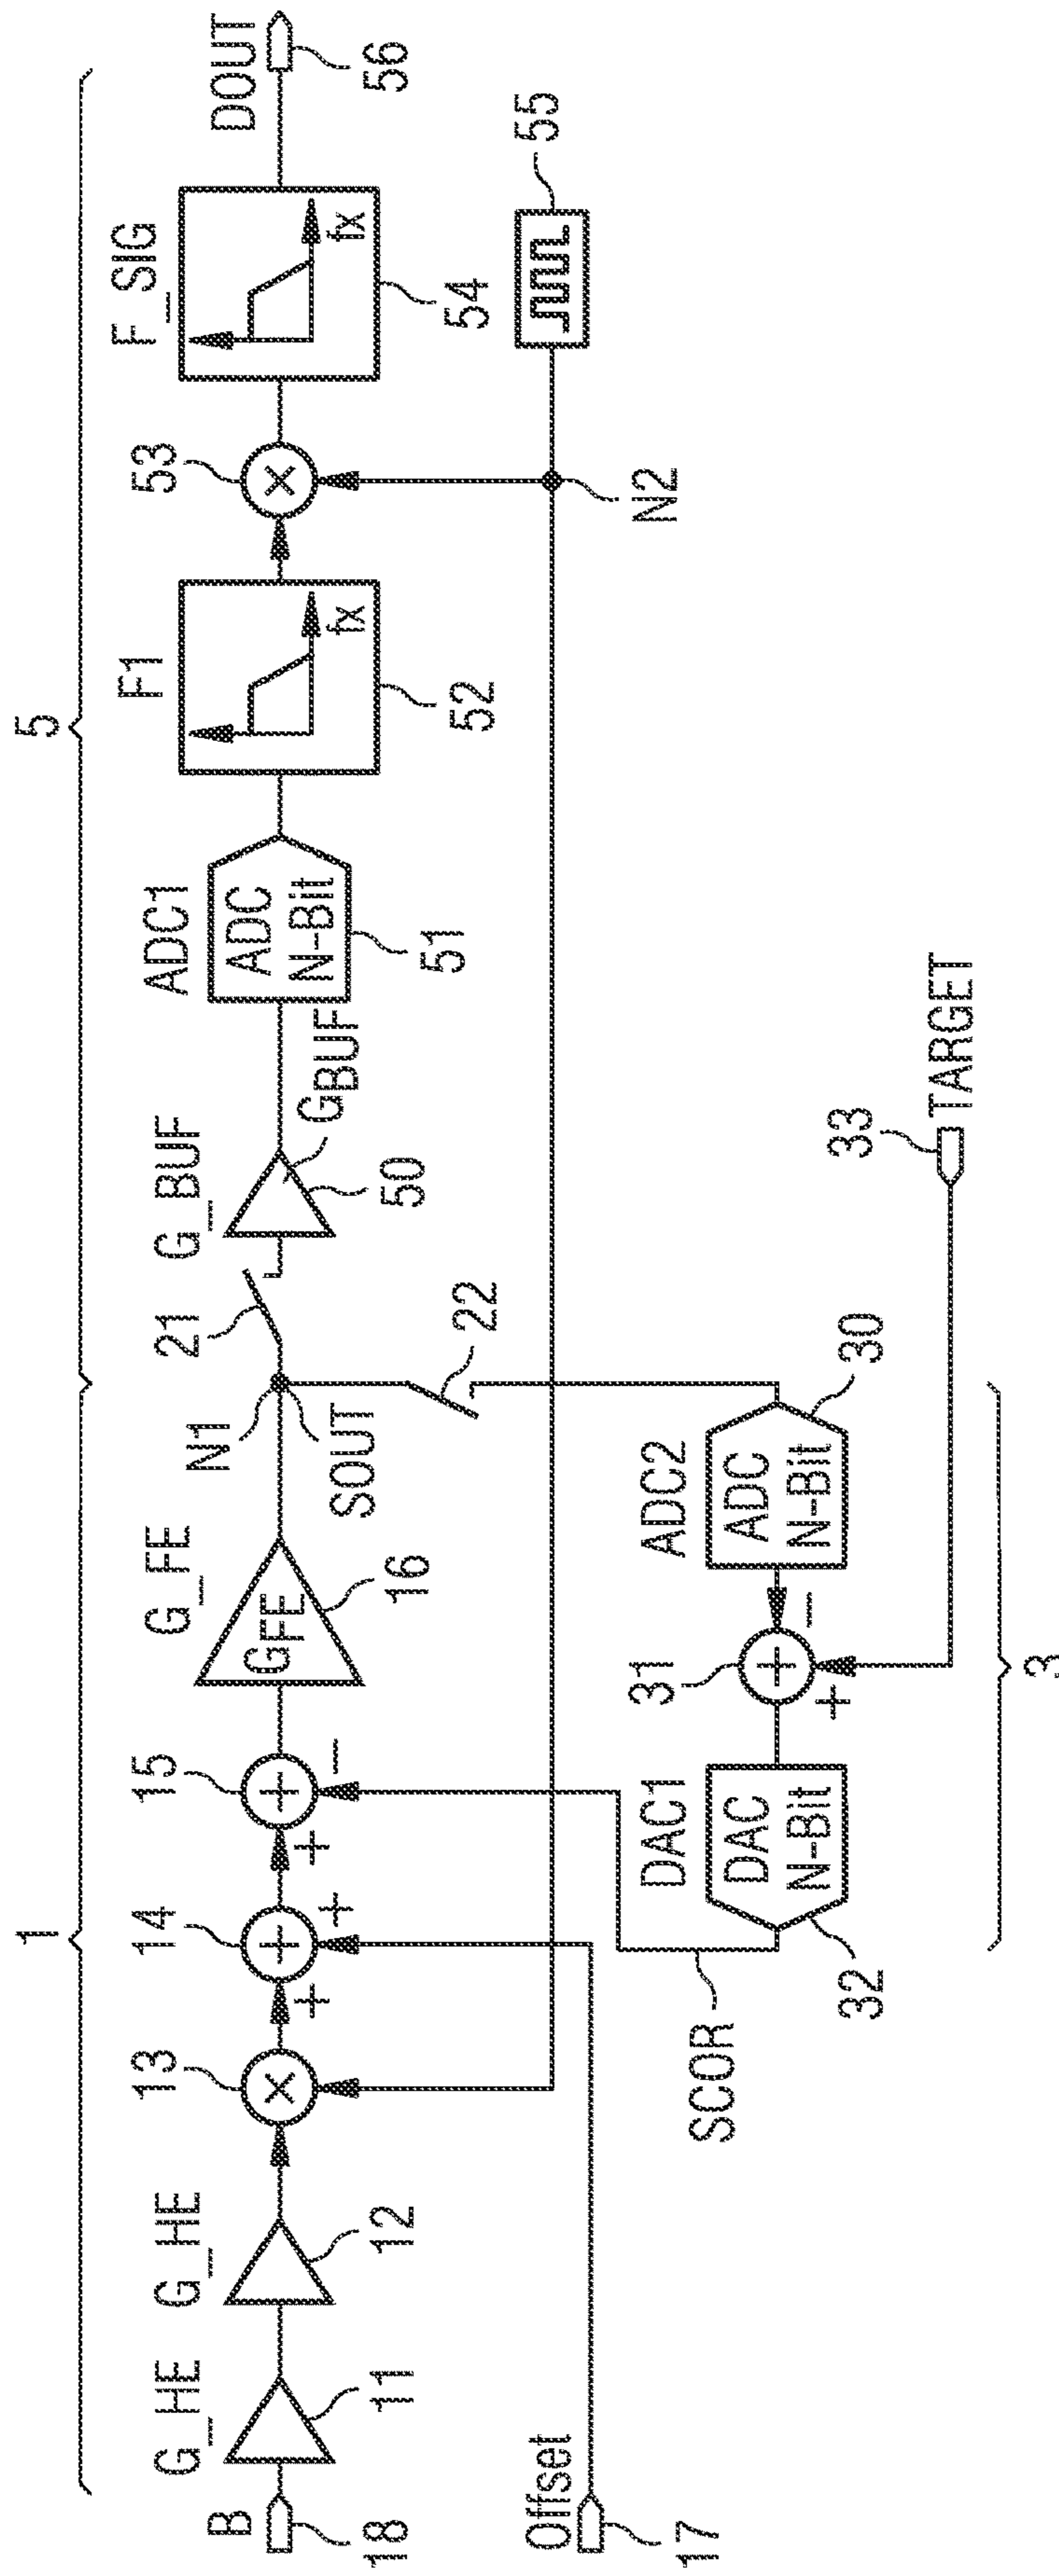 1
5
B
18
G_HE
11
G_HE
12
13
+
14
+
+
15
−
G_FE
GFE
16
N1
SOUT
21
G_BUF
GBUF
50
ADC1
ADC
N-Bit
51
F1
fx
52
53
F_SIG
fx
54
DOUT
56
55
N2
22
Offset
17
SCOR
DAC1
DAC
N-Bit
32
31
+
−
ADC2
ADC
N-Bit
30
33
TARGET
3